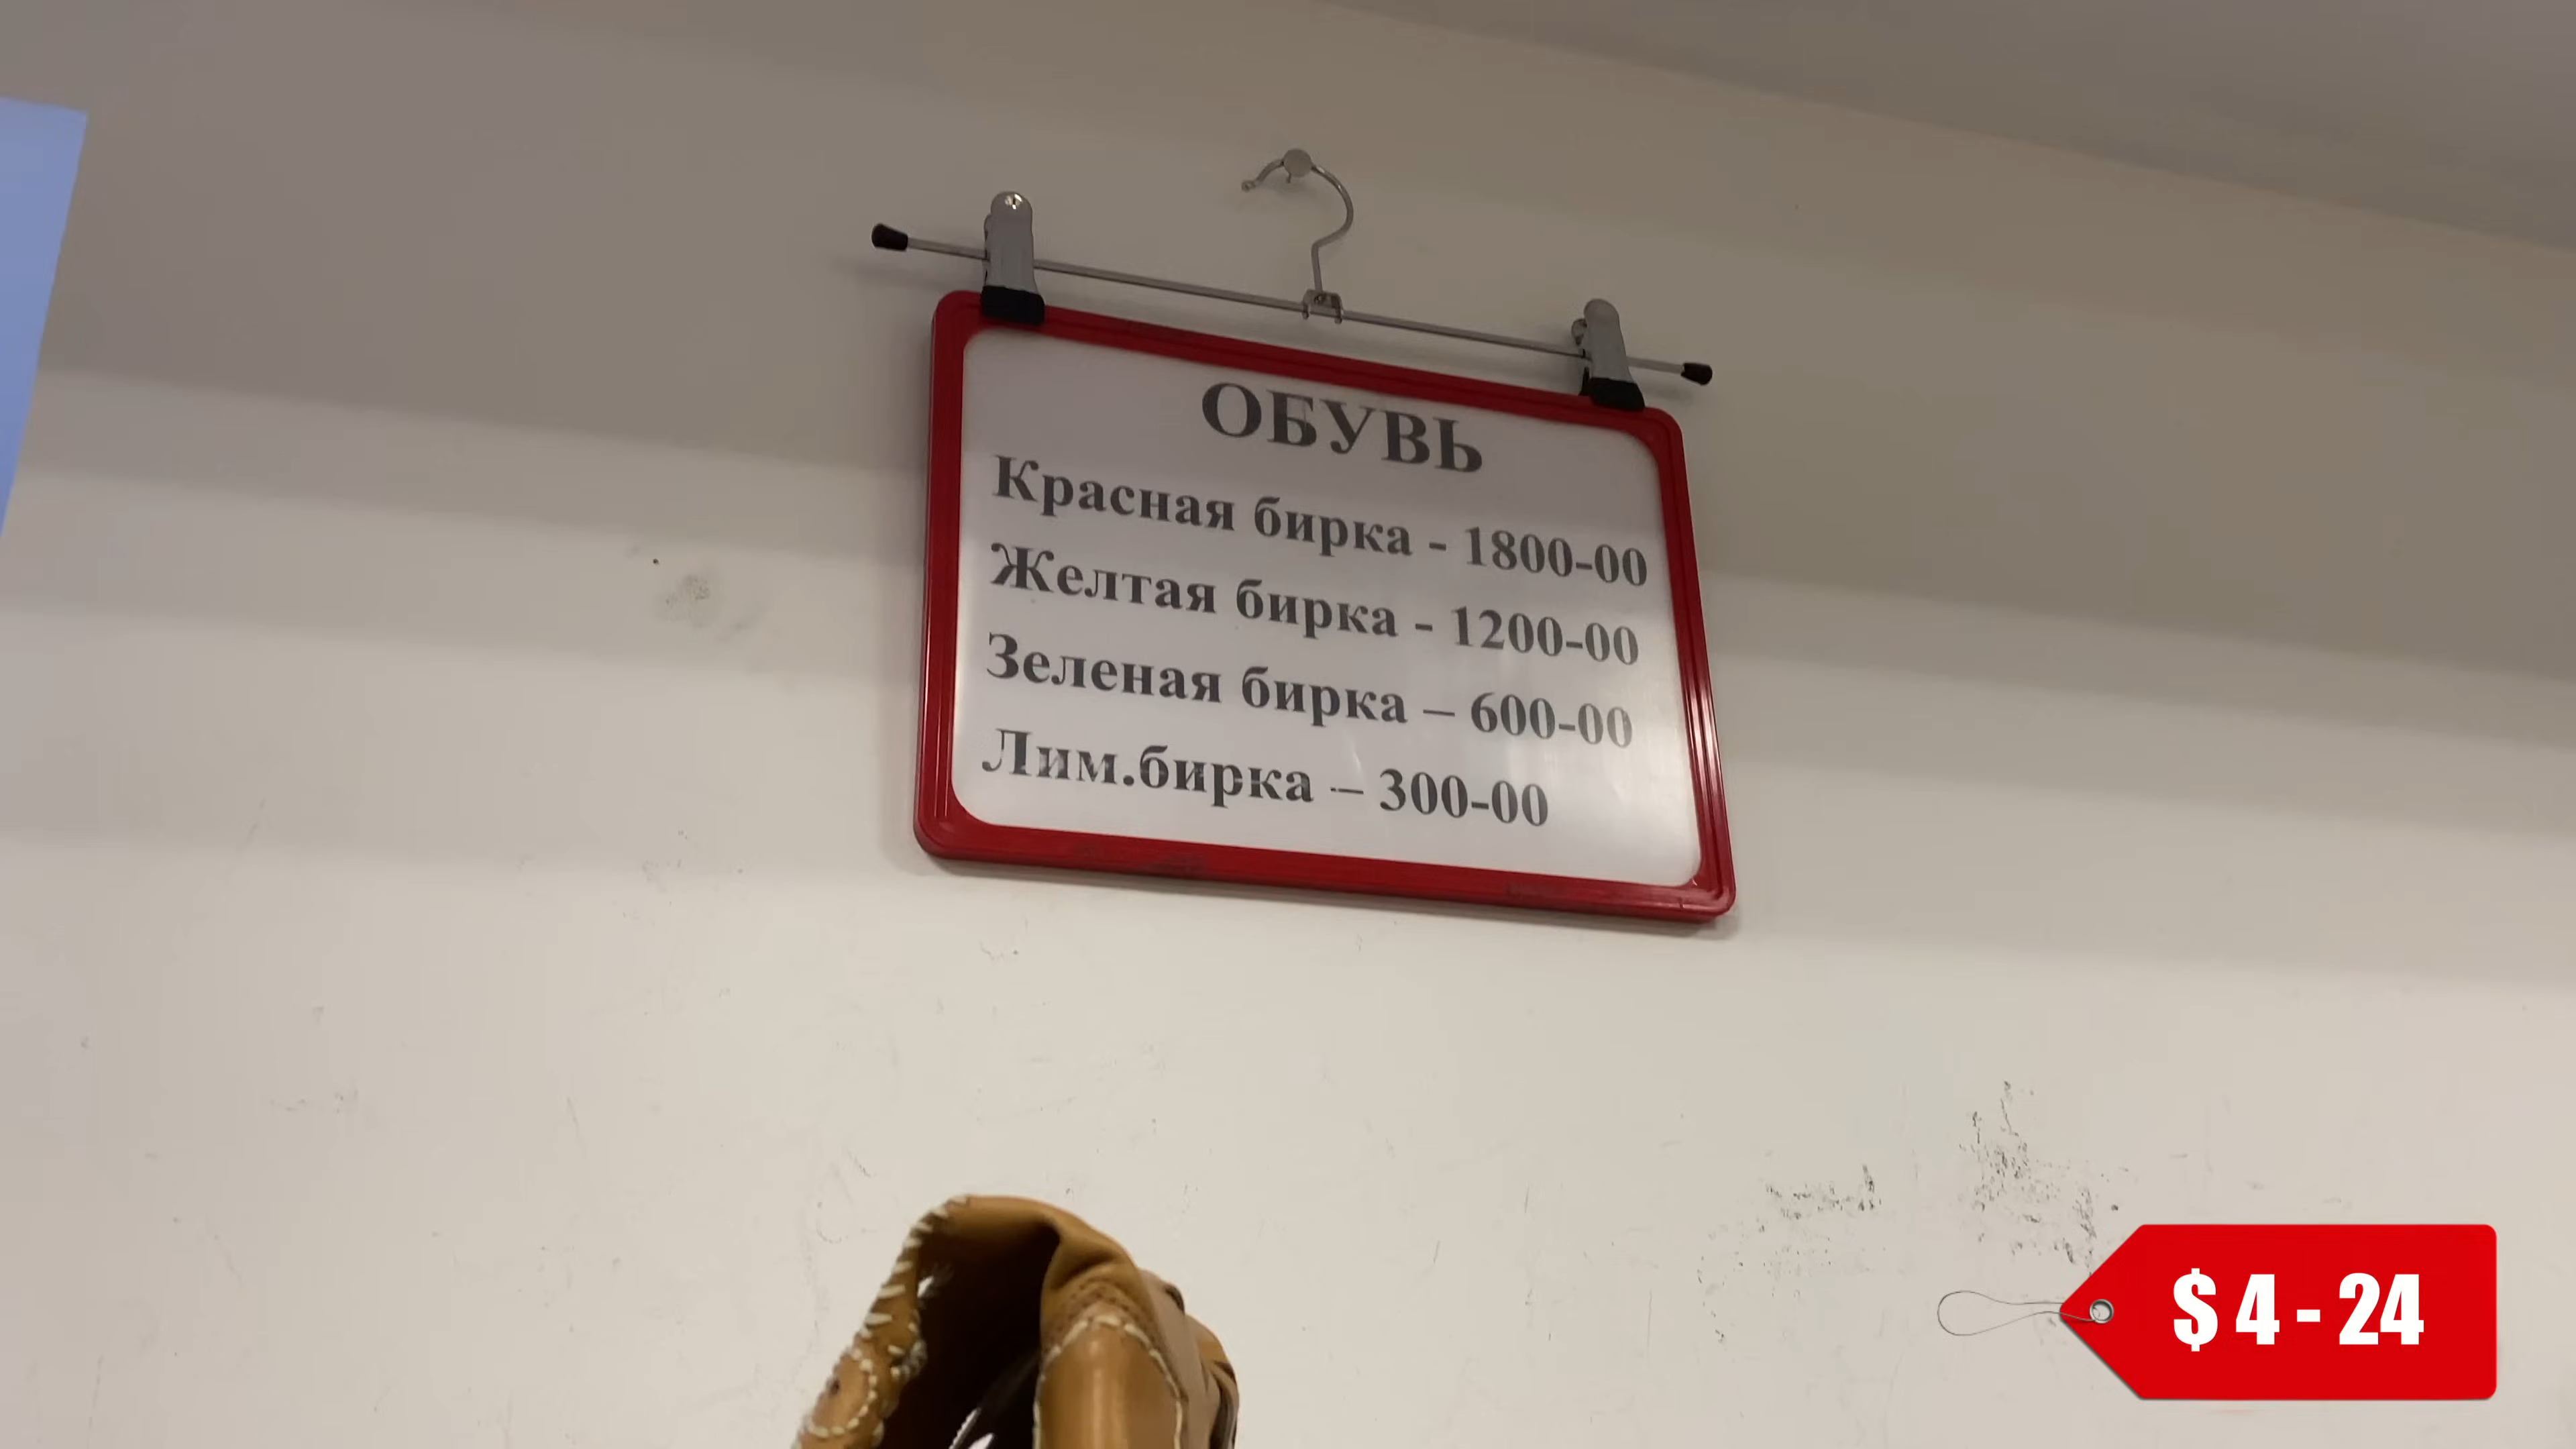 ОБУВЬ
Красная бирка - 1800-00
Желтая бирка - 1200-00
Зеленая бирка – 600-00
Лим.бирка – 300-00
$ 4 - 24